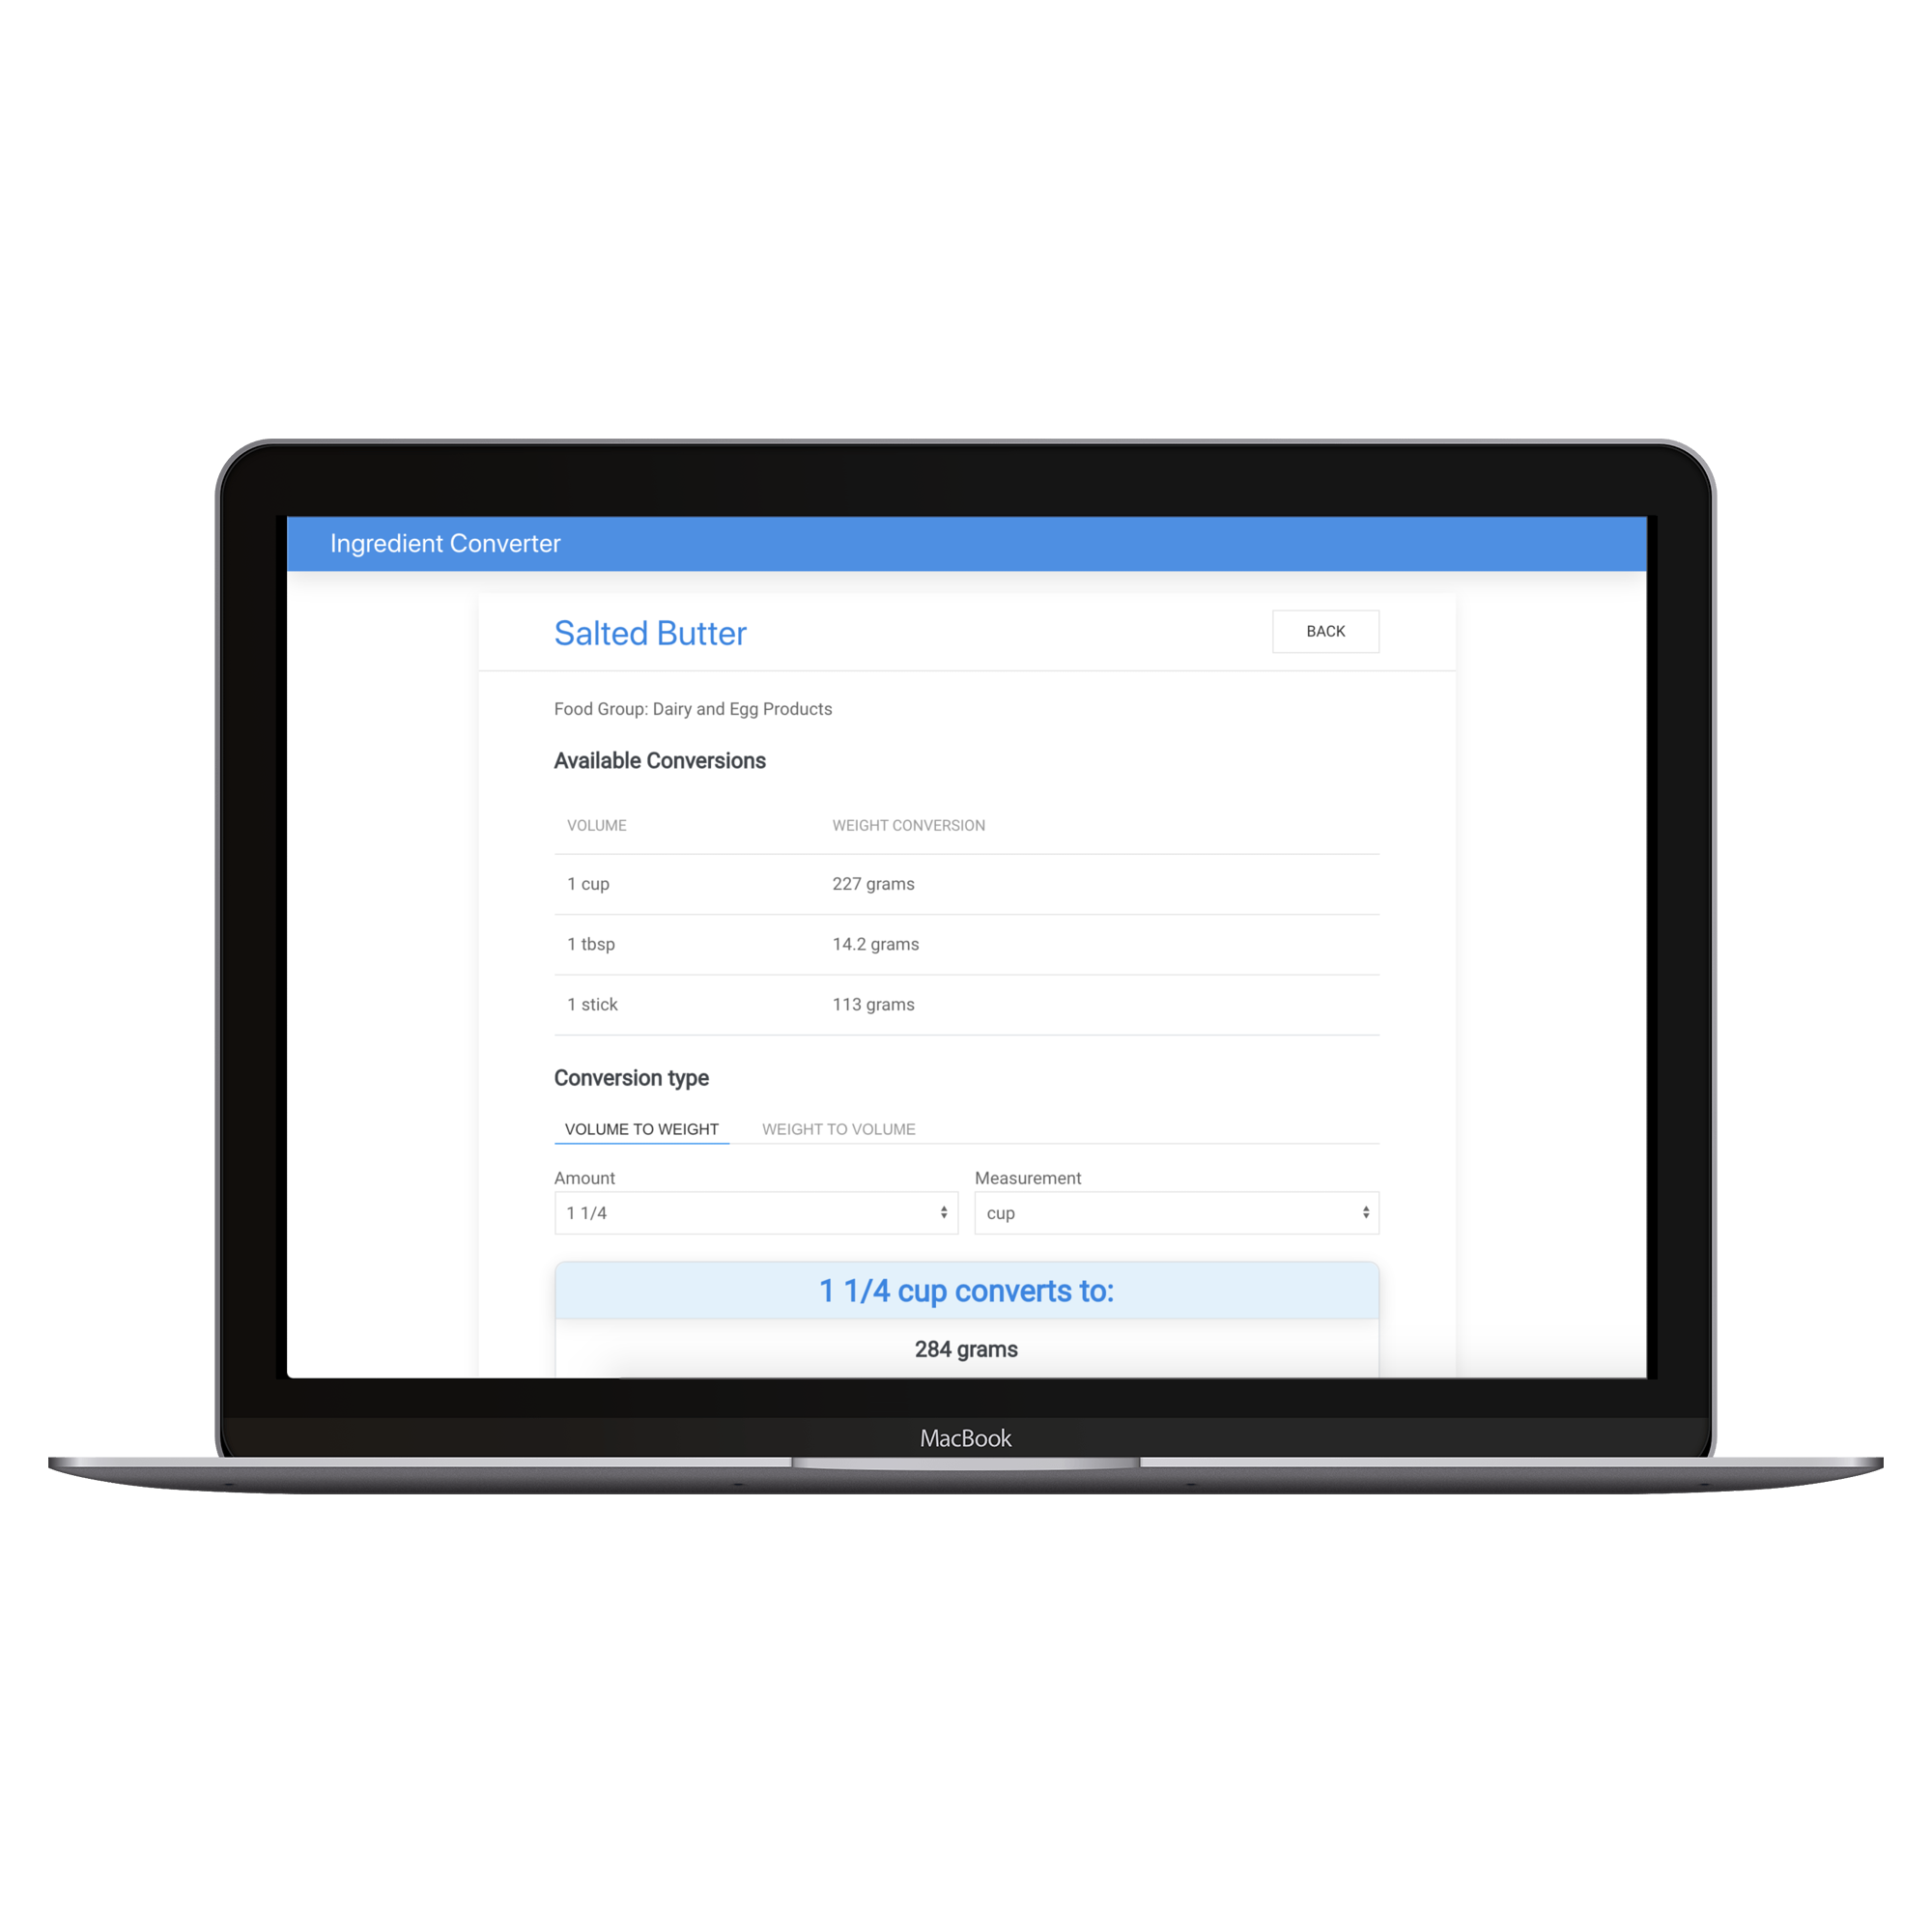 Ingredient Converter
Salted Butter
BACK
Food Group: Dairy and Egg Products
Available Conversions
VOLUME WEIGHT CONVERSION
1 cup 227 grams
1 tbsp 14.2 grams
1 stick 113 grams
Conversion type
VOLUME TO WEIGHT WEIGHT TO VOLUME
Amount Measurement
1 1/4 cup
1 1/4 cup converts to:
284 grams
MacBook